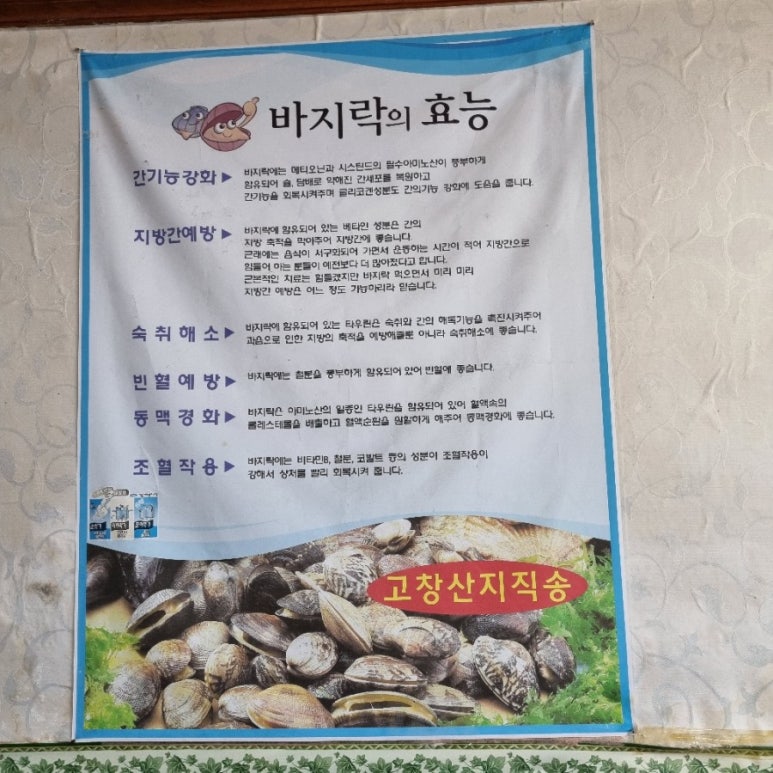 바지락의 효능
간기능강화 ▶ 바지락에는 메티오닌과 시스틴드의 필수아미노산이 풍부하게
함유되어 술, 담배로 약해진 간세포를 복원하고
간기능을 회복시켜주며 글리코겐성분도 간의기능 강화에 도움을 줍니다.
지방간예방 ▶ 바지락에 함유되어 있는 베타인 성분은 간의
지방 축적을 막아주어 지방간에 좋습니다.
근래에는 음식이 서구화되어 가면서 운동하는 시간이 적어 지방간으로
힘들어 하는 분들이 예전보다 더 많아졌다고 합니다.
근본적인 치료는 힘들겠지만 바지락 먹으면서 미리 미리
지방간 예방은 어느 정도 가능하리라 믿습니다.
숙취해소 ▶ 바지락에 함유되어 있는 타우린은 숙취와 간의 해독기능을 촉진시켜주어
과음으로 인한 지방의 축적을 예방해줄뿐 아니라 숙취해소에 좋습니다.
빈혈예방 ▶ 바지락에는 철분을 풍부하게 함유되어 있어 빈혈에 좋습니다.
동맥경화 ▶ 바지락은 아미노산의 일종인 타우린을 함유되어 있어 혈액속의
콜레스테롤을 배출하고 혈액순환을 원활하게 해주어 동맥경화에 좋습니다.
조혈작용 ▶ 바지락에는 비타민B, 철분, 코발트 등의 성분이 조혈작용이
강해서 상처를 빨리 회복시켜 줍니다.
고창산지직송